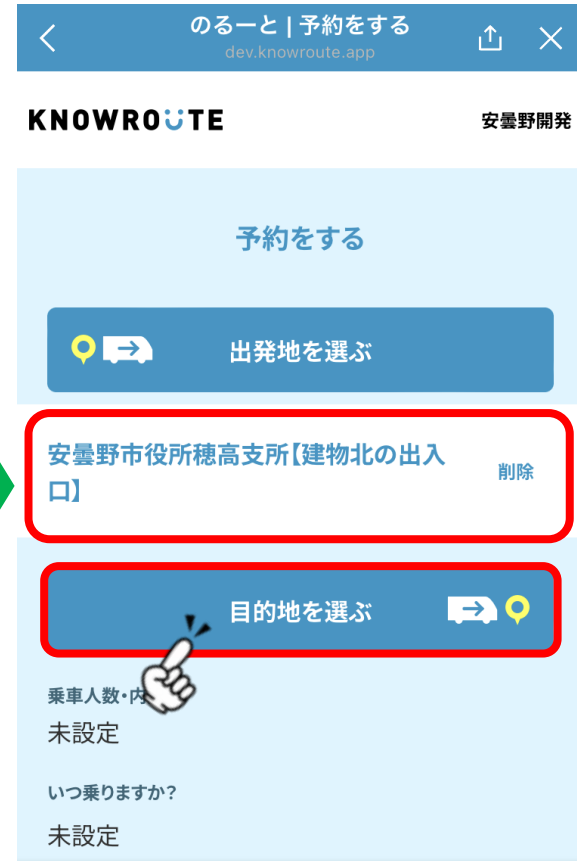 のるーと | 予約をする
dev.knowroute.app
KNOWROUTE
安曇野開発
予約をする
出発地を選ぶ
安曇野市役所穂高支所【建物北の出入
口】
削除
目的地を選ぶ
乗車人数・内
未設定
いつ乗りますか?
未設定